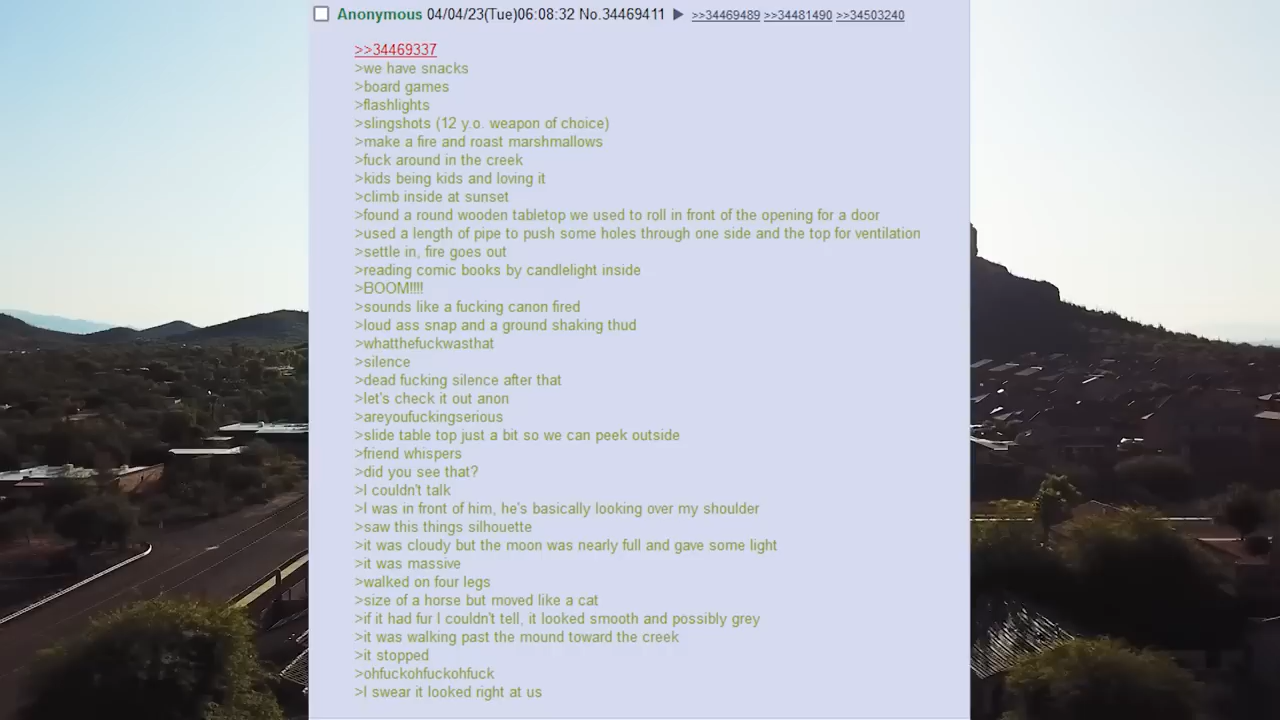 Anonymous 04/04/23(Tue)06:08:32 No.34469411 ▶ >>34469489 >>34481490 >>34503240
>>34469337
>we have snacks
>board games
>flashlights
>slingshots (12 y.o. weapon of choice)
>make a fire and roast marshmallows
>fuck around in the creek
>kids being kids and loving it
>climb inside at sunset
>found a round wooden tabletop we used to roll in front of the opening for a door
>used a length of pipe to push some holes through one side and the top for ventilation
>settle in, fire goes out
>reading comic books by candlelight inside
>BOOM!!!!
>sounds like a fucking canon fired
>loud ass snap and a ground shaking thud
>whatthefuckwasthat
>silence
>dead fucking silence after that
>let's check it out anon
>areyoufuckingserious
>slide table top just a bit so we can peek outside
>friend whispers
>did you see that?
>I couldn't talk
>I was in front of him, he's basically looking over my shoulder
>saw this things silhouette
>it was cloudy but the moon was nearly full and gave some light
>it was massive
>walked on four legs
>size of a horse but moved like a cat
>if it had fur I couldn't tell, it looked smooth and possibly grey
>it was walking past the mound toward the creek
>it stopped
>ohfuckohfuckohfuck
>I swear it looked right at us